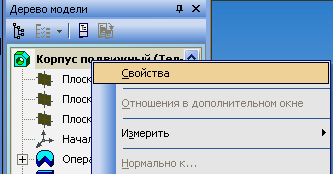 Дерево модели
Корпус подвижный (Тел-
Свойства
Плоск
Отношения в дополнительном окне
Плоск
Плоск
Измерить
Начал
Опера
Нормально к...